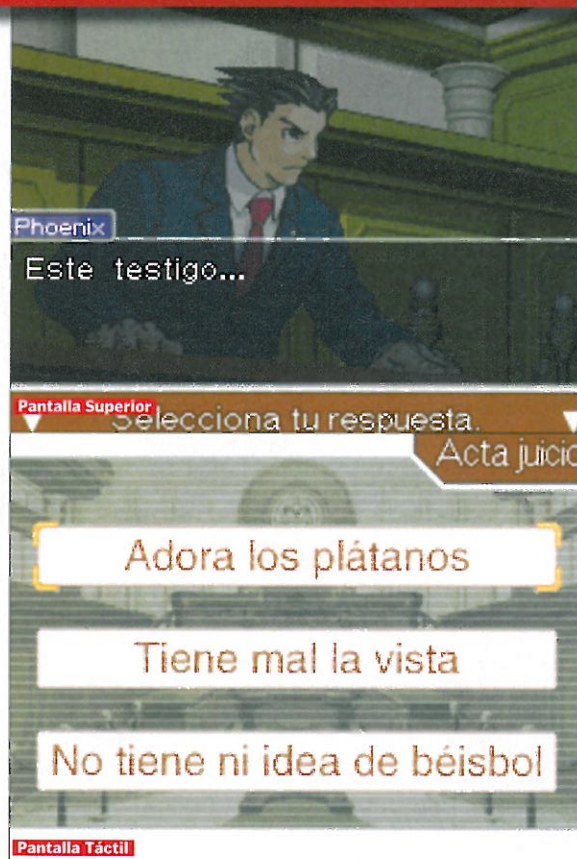 Phoenix
Este testigo...
Pantalla Superior
Selecciona tu respuesta.
Acta juicio
Adora los plátanos
Tiene mal la vista
No tiene ni idea de béisbol
Pantalla Táctil